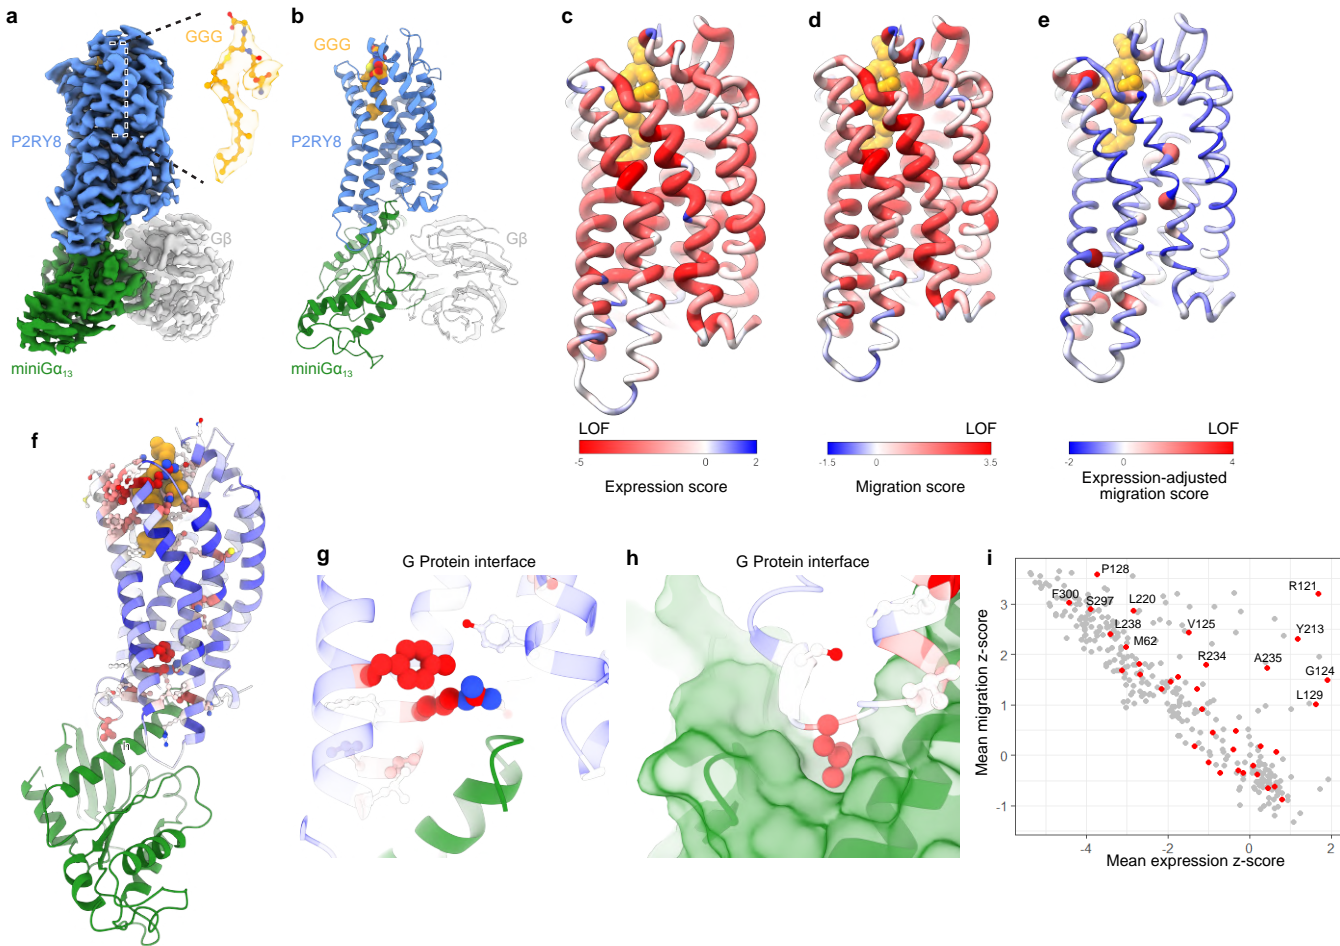 a
GGG
P2RY8
Gβ
miniGα₁₃
b
GGG
P2RY8
Gβ
miniGα₁₃
c
LOF
-5
0
2
Expression score
d
LOF
-1.5
0
3.5
Migration score
e
LOF
-2
0
4
Expression-adjusted
migration score
f
g
G Protein interface
h
G Protein interface
i
P128
R121
F300
S297
L220
L238
V125
Y213
M62
R234
A235
G124
L129
3
2
1
0
-1
-4
-2
0
2
Mean migration z-score
Mean expression z-score